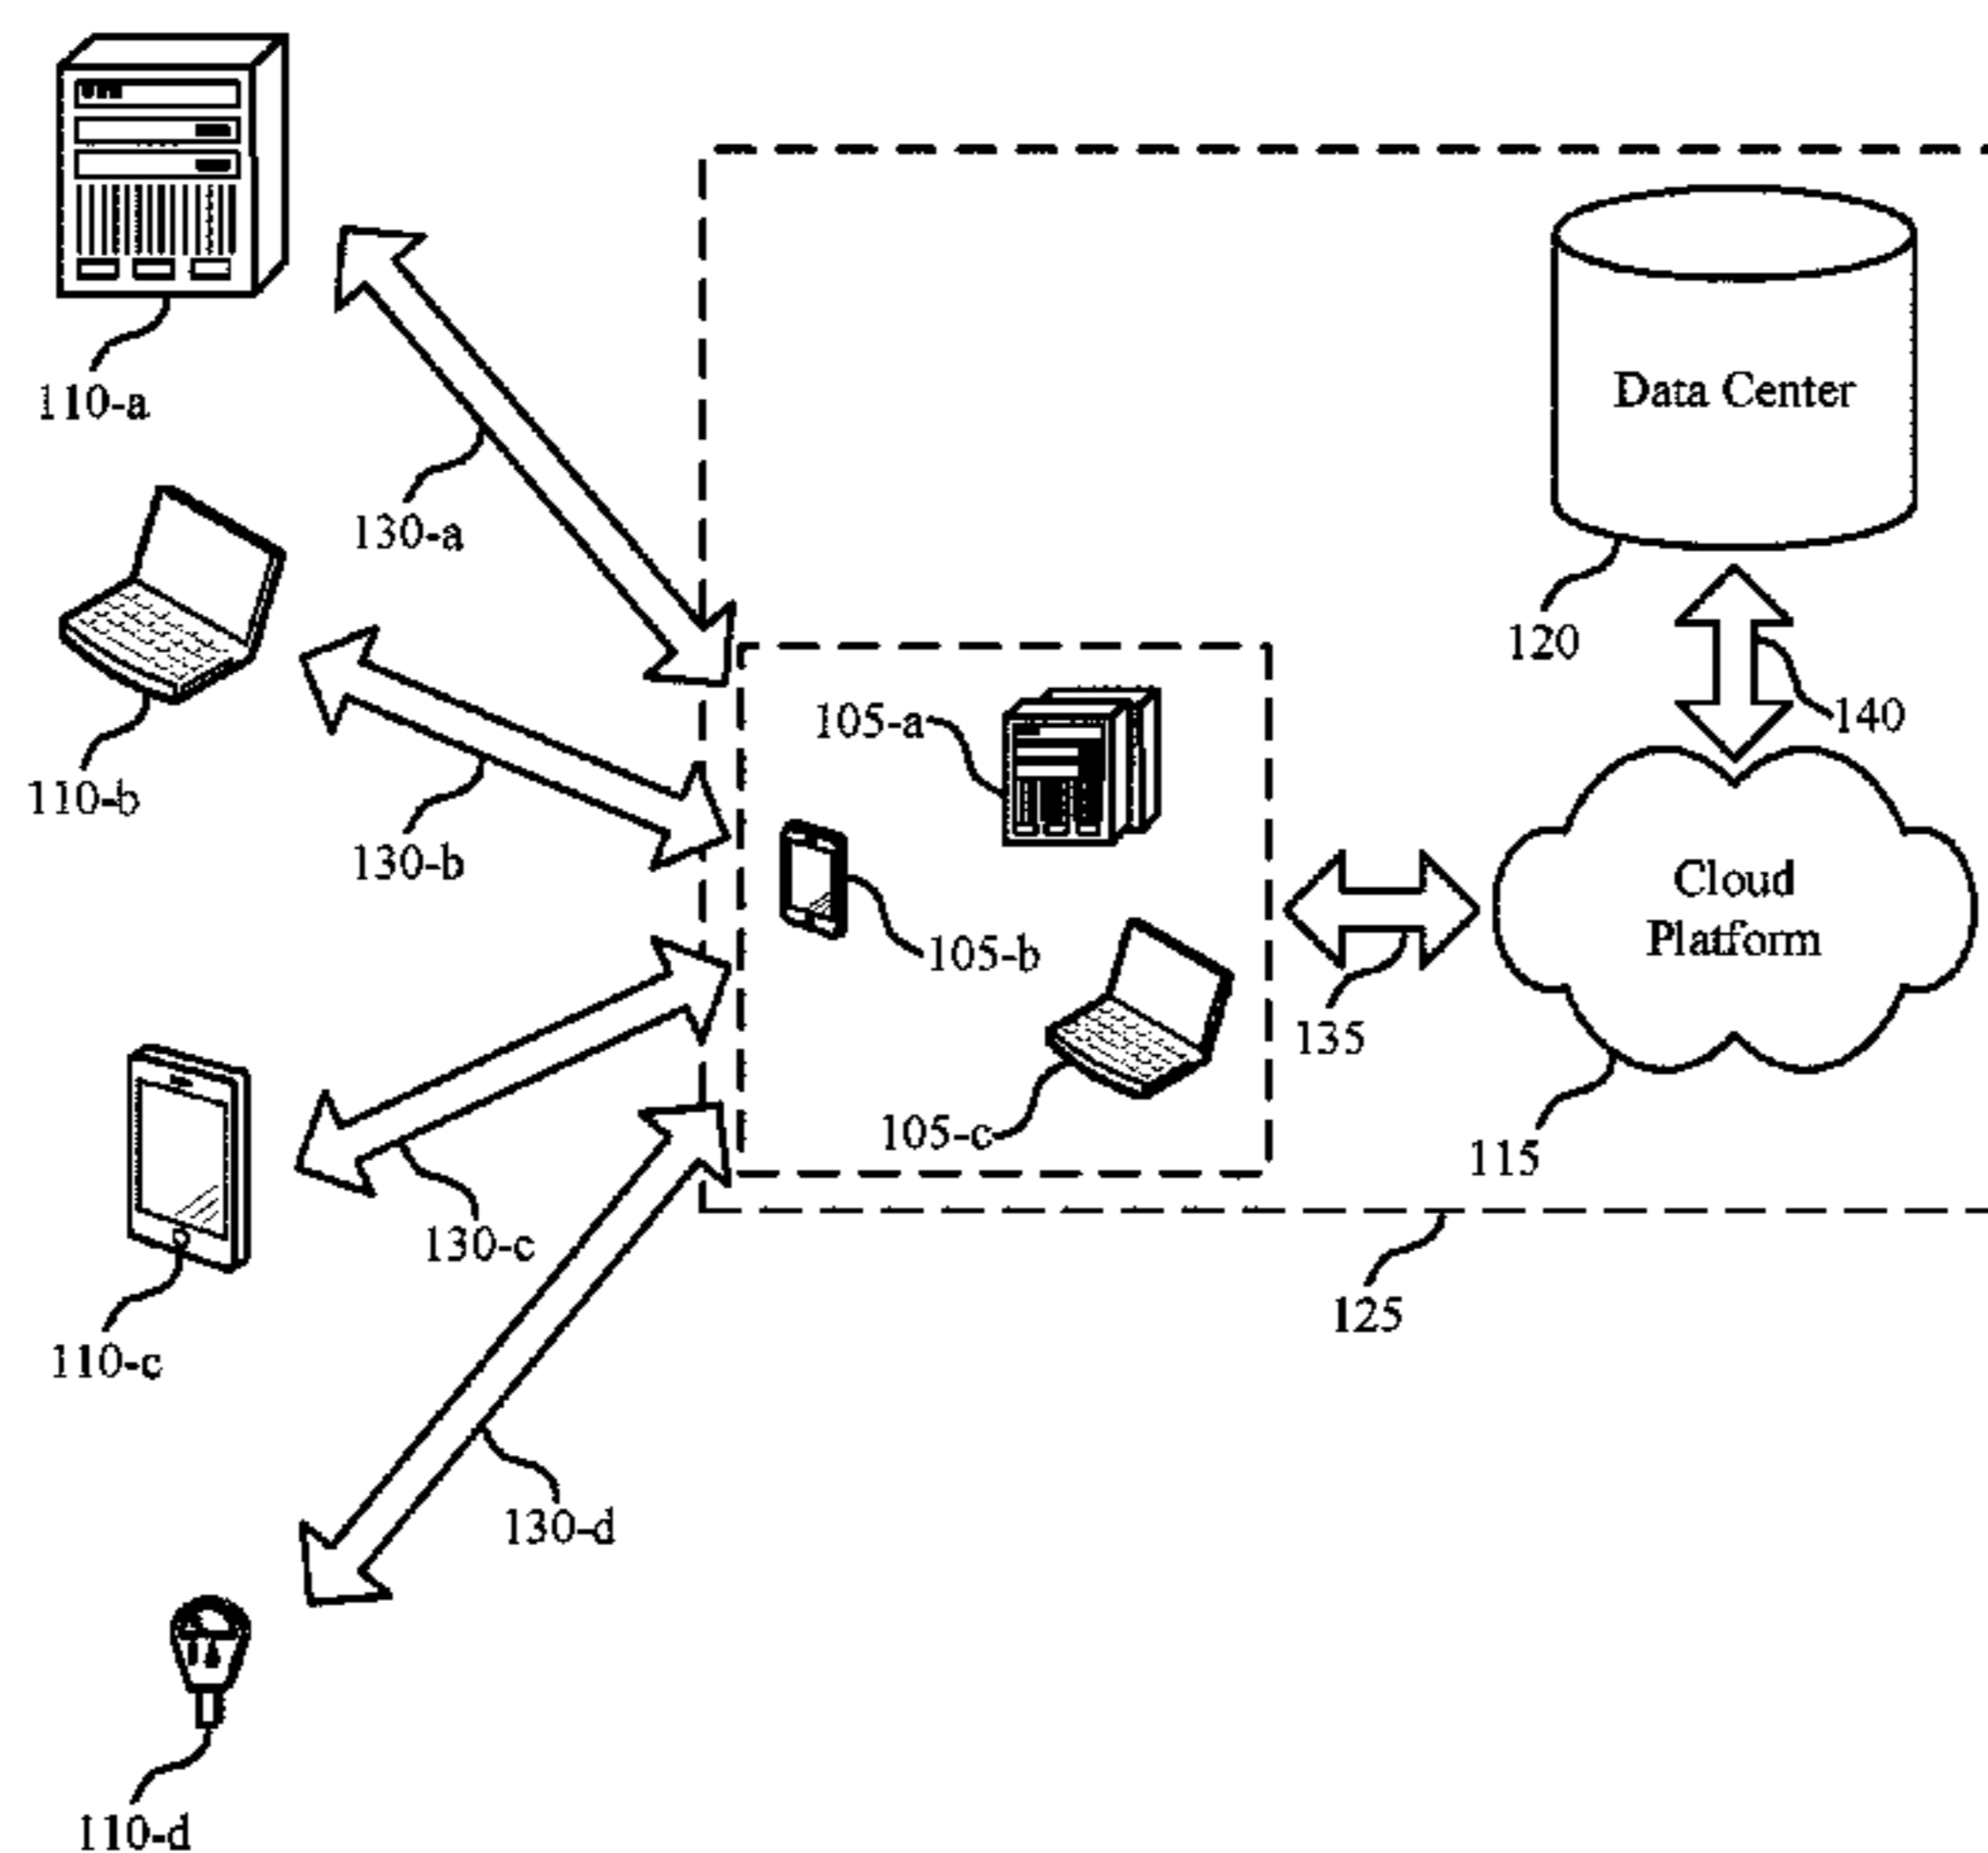 110-a
130-a
Data Center
120
110-b
130-b
105-a
140
105-b
Cloud
Platform
135
105-c
115
130-c
125
110-c
130-d
110-d